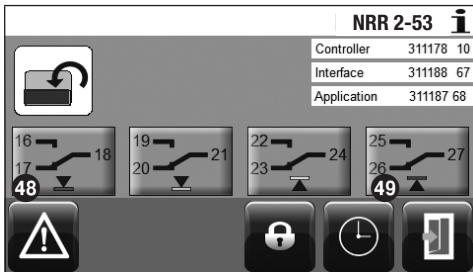 NRR 2-53 i
Controller 311178 10
Interface 311188 67
Application 311187 68
16 17 18
19 20 21
22 23 24
25 26 27
48
49